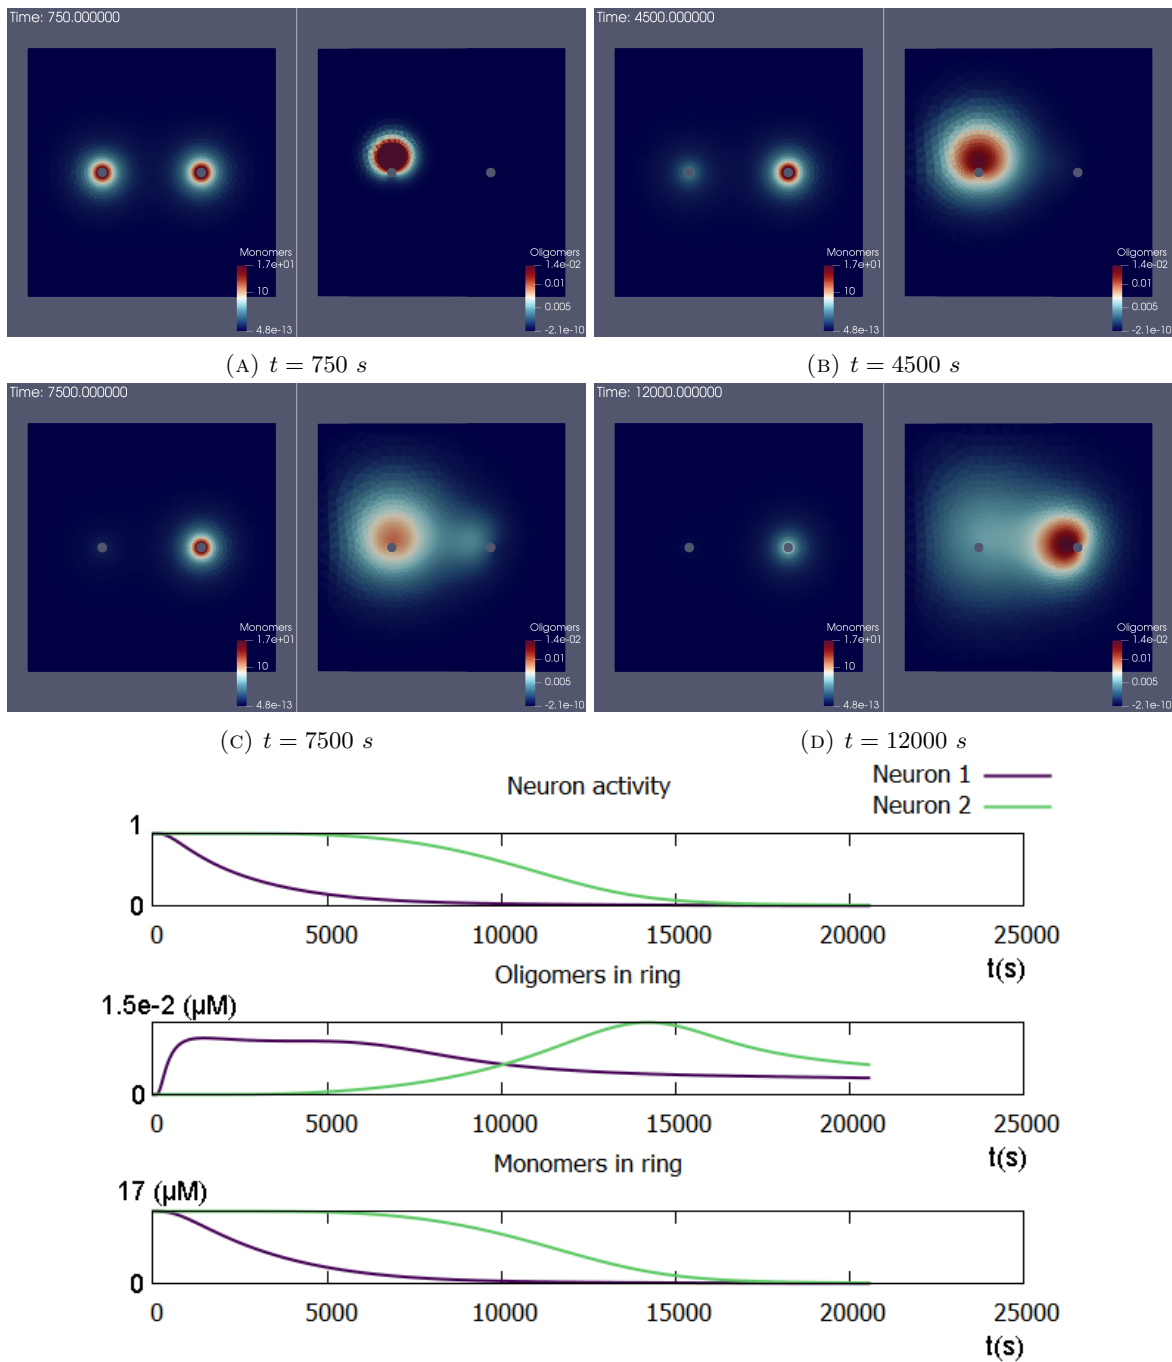 Time: 750.000000
Monomers
1.7e+01
10
4.8e-13
Oligomers
1.4e-02
0.01
0.005
-2.1e-10
(A) t = 750 s
Time: 4500.000000
Monomers
1.7e+01
10
4.8e-13
Oligomers
1.4e-02
0.01
0.005
-2.1e-10
(B) t = 4500 s
Time: 7500.000000
Monomers
1.7e+01
10
4.8e-13
Oligomers
1.4e-02
0.01
0.005
-2.1e-10
(C) t = 7500 s
Time: 12000.000000
Monomers
1.7e+01
10
4.8e-13
Oligomers
1.4e-02
0.01
0.005
-2.1e-10
(D) t = 12000 s
Neuron activity
Neuron 1
Neuron 2
1
0
0 5000 10000 15000 20000 25000
t(s)
Oligomers in ring
1.5e-2 (μM)
0
0 5000 10000 15000 20000 25000
t(s)
Monomers in ring
17 (μM)
0
0 5000 10000 15000 20000 25000
t(s)